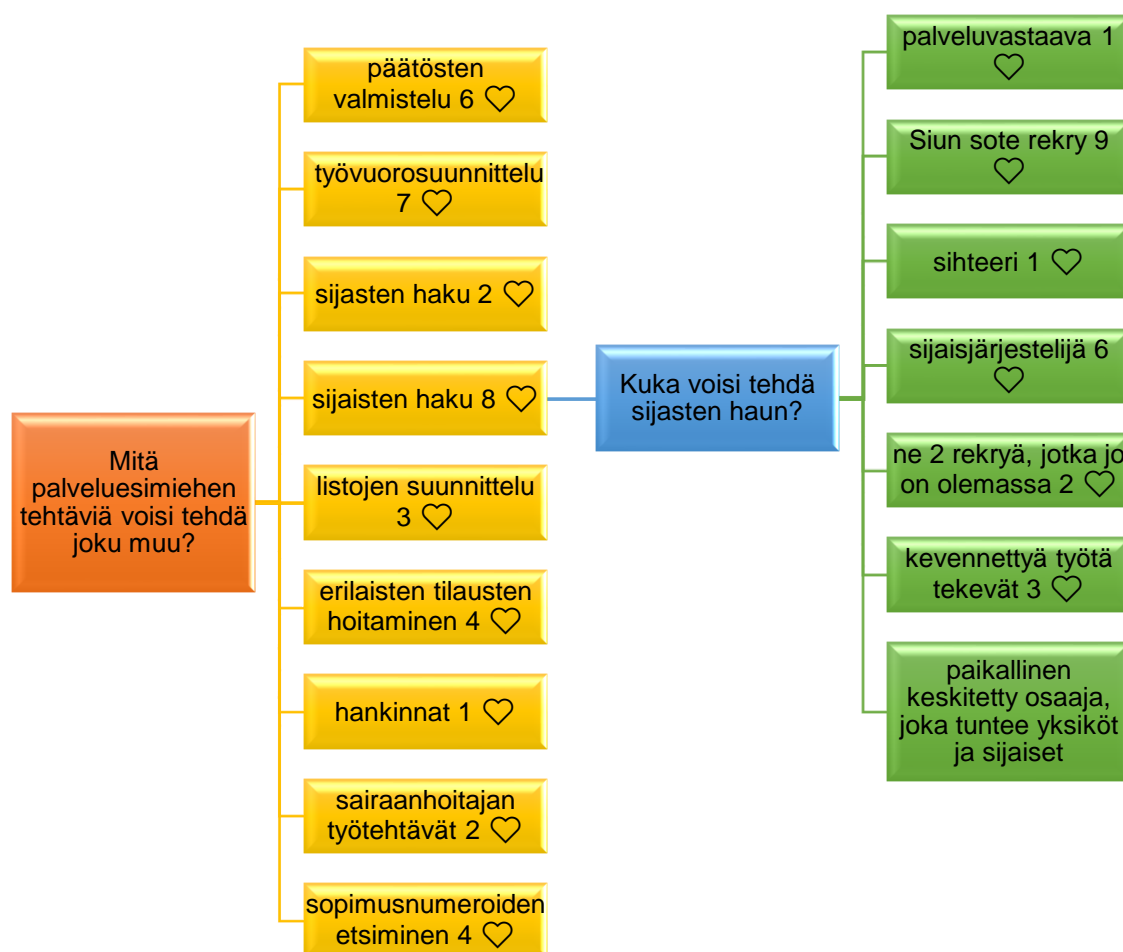 Mitä
palveluesimiehen
tehtäviä voisi tehdä
joku muu?
päätösten
valmistelu 6 ♡
työvuorosuunnittelu
7 ♡
sijasten haku 2 ♡
sijaisten haku 8 ♡
listojen suunnittelu
3 ♡
erilaisten tilausten
hoitaminen 4 ♡
hankinnat 1 ♡
sairaanhoitajan
työtehtävät 2 ♡
sopimusnumeroiden
etsiminen 4 ♡
Kuka voisi tehdä
sijasten haun?
palveluvastaava 1
♡
Siun sote rekry 9
♡
sihteeri 1 ♡
sijaisjärjestelijä 6
♡
ne 2 rekryä, jotka jo
on olemassa 2 ♡
kevennettyä työtä
tekevät 3 ♡
paikallinen
keskitetty osaaja,
joka tuntee yksiköt
ja sijaiset